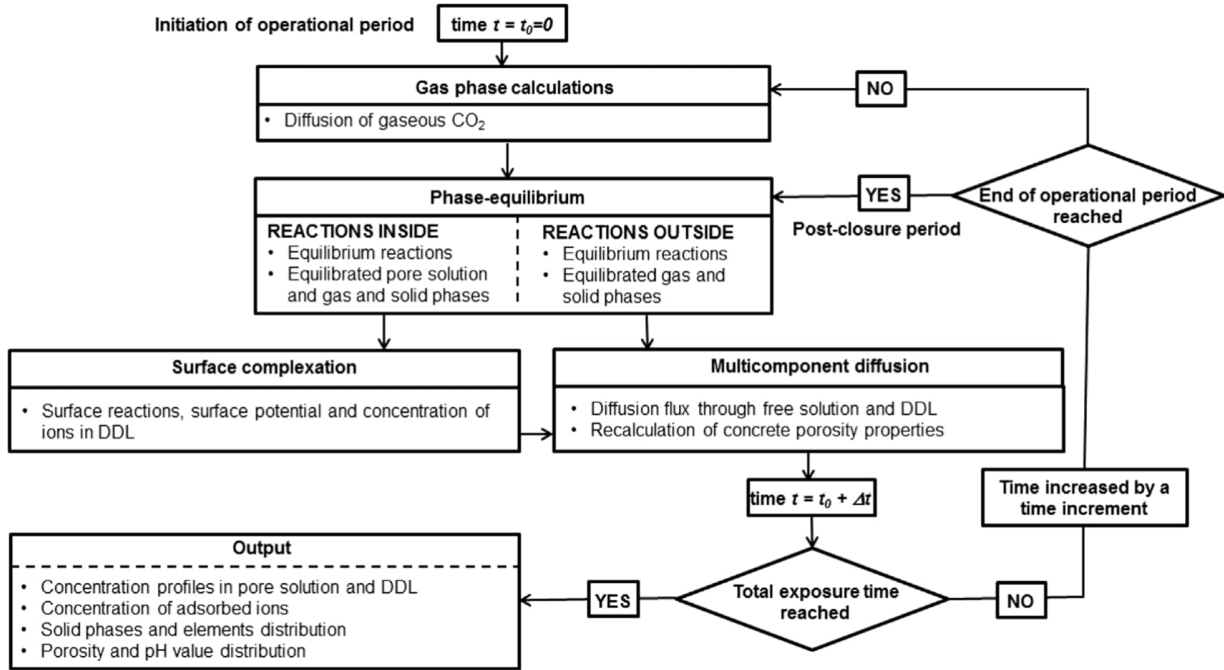 Initiation of operational period
time t = t₀=0
Gas phase calculations
• Diffusion of gaseous CO₂
NO
Phase-equilibrium
REACTIONS INSIDE
• Equilibrium reactions
• Equilibrated pore solution
and gas and solid phases
REACTIONS OUTSIDE
• Equilibrium reactions
• Equilibrated gas and
solid phases
YES
Post-closure period
End of operational period
reached
Surface complexation
• Surface reactions, surface potential and concentration of
ions in DDL
Multicomponent diffusion
• Diffusion flux through free solution and DDL
• Recalculation of concrete porosity properties
time t = t₀ + Δt
Time increased by a
time increment
Output
• Concentration profiles in pore solution and DDL
• Concentration of adsorbed ions
• Solid phases and elements distribution
• Porosity and pH value distribution
YES
Total exposure time
reached
NO